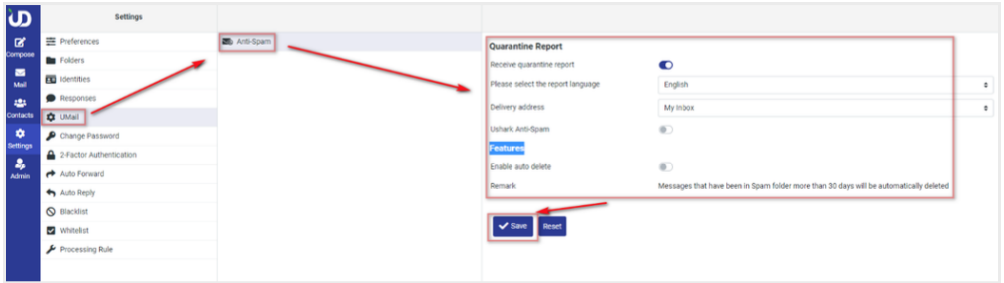 UD
Settings
Compose
Mail
Contacts
Settings
Admin
Preferences
Folders
Identities
Responses
UMail
Change Password
2-Factor Authentication
Auto Forward
Auto Reply
Blacklist
Whitelist
Processing Rule
Anti-Spam
Quarantine Report
Receive quarantine report
Please select the report language English
Delivery address My Inbox
Ushark Anti-Spam
Features
Enable auto delete
Remark Messages that have been in Spam folder more than 30 days will be automatically deleted
Save Reset